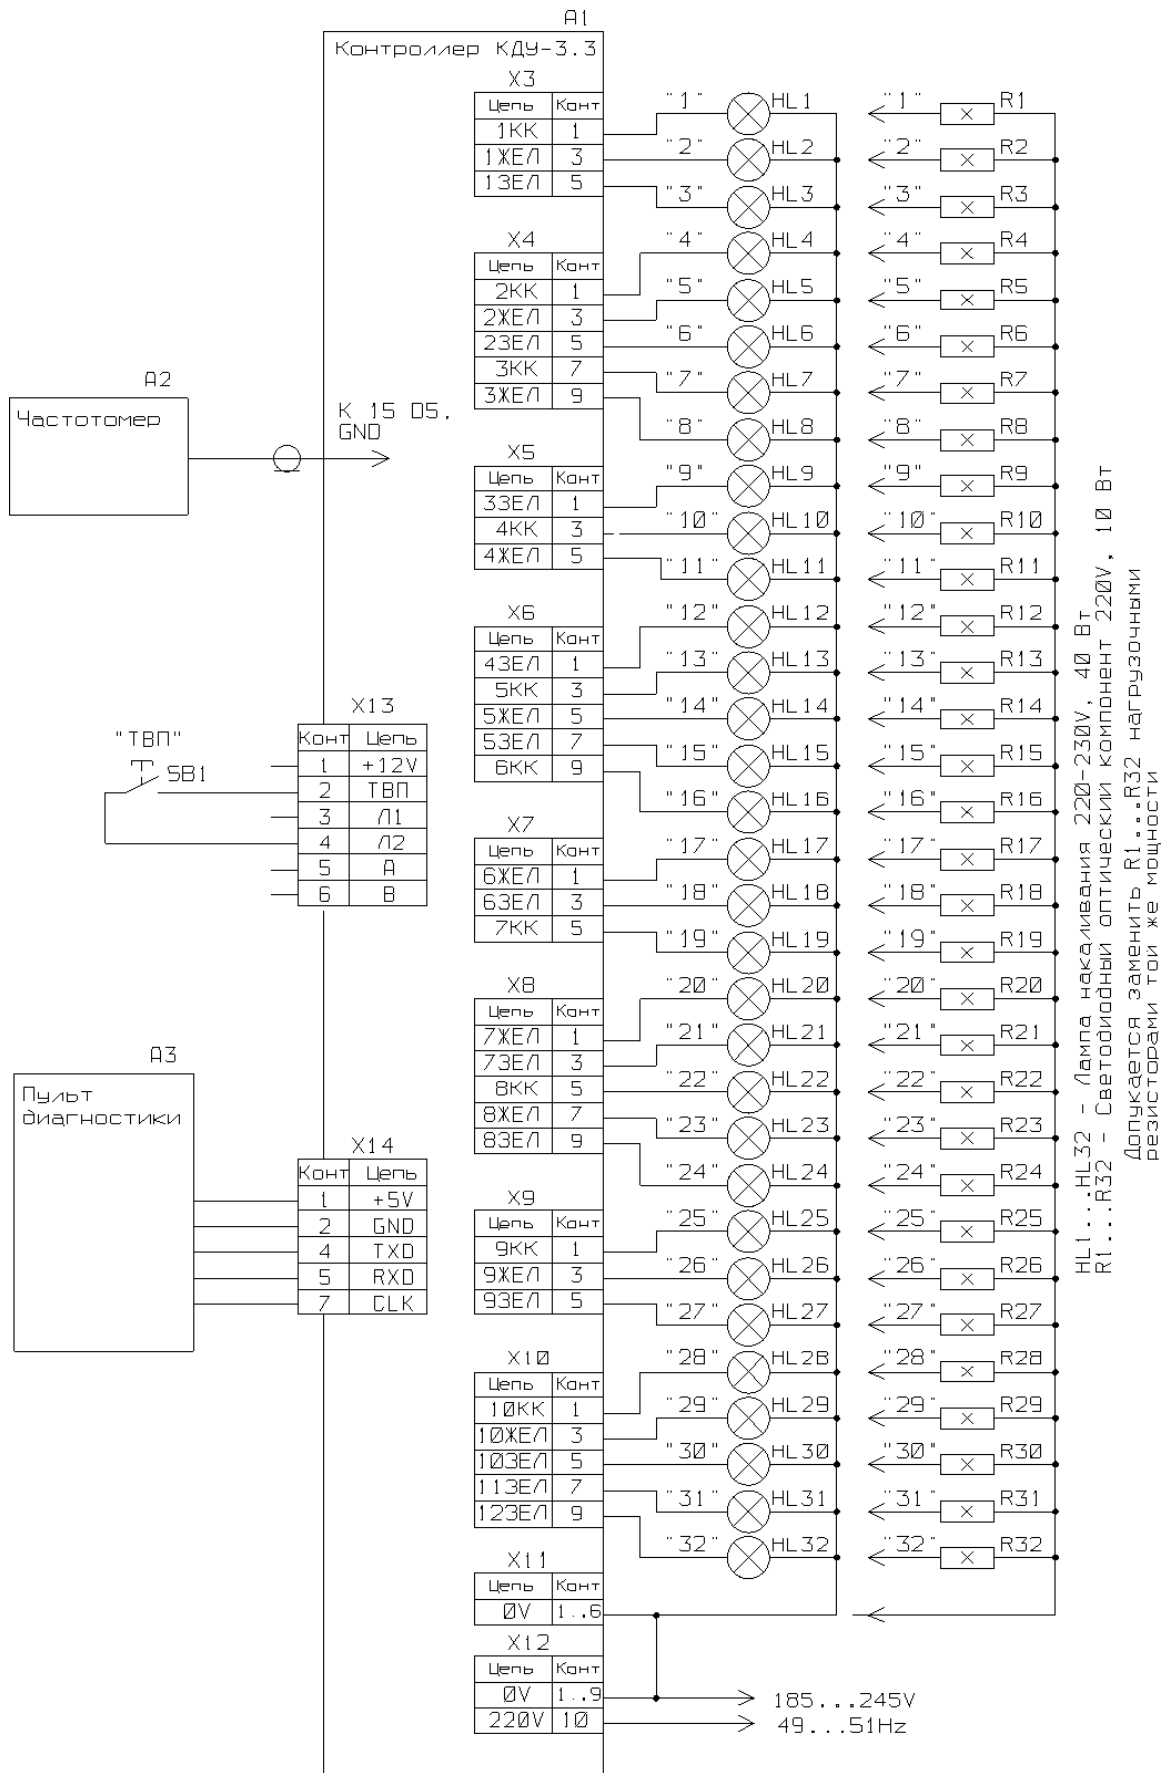 A1
Контроллер КДУ-3.3
X3
Цепь Конт
1КК 1
1ЖЕЛ 3
1ЗЕЛ 5
X4
Цепь Конт
2КК 1
2ЖЕЛ 3
2ЗЕЛ 5
3КК 7
3ЖЕЛ 9
X5
Цепь Конт
3ЗЕЛ 1
4КК 3
4ЖЕЛ 5
X6
Цепь Конт
4ЗЕЛ 1
5КК 3
5ЖЕЛ 5
5ЗЕЛ 7
6КК 9
X7
Цепь Конт
6ЖЕЛ 1
6ЗЕЛ 3
7КК 5
X8
Цепь Конт
7ЖЕЛ 1
7ЗЕЛ 3
8КК 5
8ЖЕЛ 7
8ЗЕЛ 9
X9
Цепь Конт
9КК 1
9ЖЕЛ 3
9ЗЕЛ 5
X10
Цепь Конт
10КК 1
10ЖЕЛ 3
10ЗЕЛ 5
11ЗЕЛ 7
12ЗЕЛ 9
X11
Цепь Конт
0V 1..6
X12
Цепь Конт
0V 1..9
220V 10
185...245V
49...51Hz
A2
Частотомер
К 15 D5,
GND
X13
Конт Цепь
1 +12V
2 ТВП
3 Л1
4 Л2
5 A
6 B
"ТВП"
SB1
A3
Пульт
диагностики
X14
Конт Цепь
1 +5V
2 GND
4 TXD
5 RXD
7 CLK
"1" HL1 "1" R1
"2" HL2 "2" R2
"3" HL3 "3" R3
"4" HL4 "4" R4
"5" HL5 "5" R5
"6" HL6 "6" R6
"7" HL7 "7" R7
"8" HL8 "8" R8
"9" HL9 "9" R9
"10" HL10 "10" R10
"11" HL11 "11" R11
"12" HL12 "12" R12
"13" HL13 "13" R13
"14" HL14 "14" R14
"15" HL15 "15" R15
"16" HL16 "16" R16
"17" HL17 "17" R17
"18" HL18 "18" R18
"19" HL19 "19" R19
"20" HL20 "20" R20
"21" HL21 "21" R21
"22" HL22 "22" R22
"23" HL23 "23" R23
"24" HL24 "24" R24
"25" HL25 "25" R25
"26" HL26 "26" R26
"27" HL27 "27" R27
"28" HL28 "28" R28
"29" HL29 "29" R29
"30" HL30 "30" R30
"31" HL31 "31" R31
"32" HL32 "32" R32
HL1...HL32 - Лампа накаливания 220-230V, 40 Вт
R1...R32 - Светодиодный оптический компонент 220V, 10 Вт
Допукается заменить R1...R32 нагрузочными
резисторами той же мощности